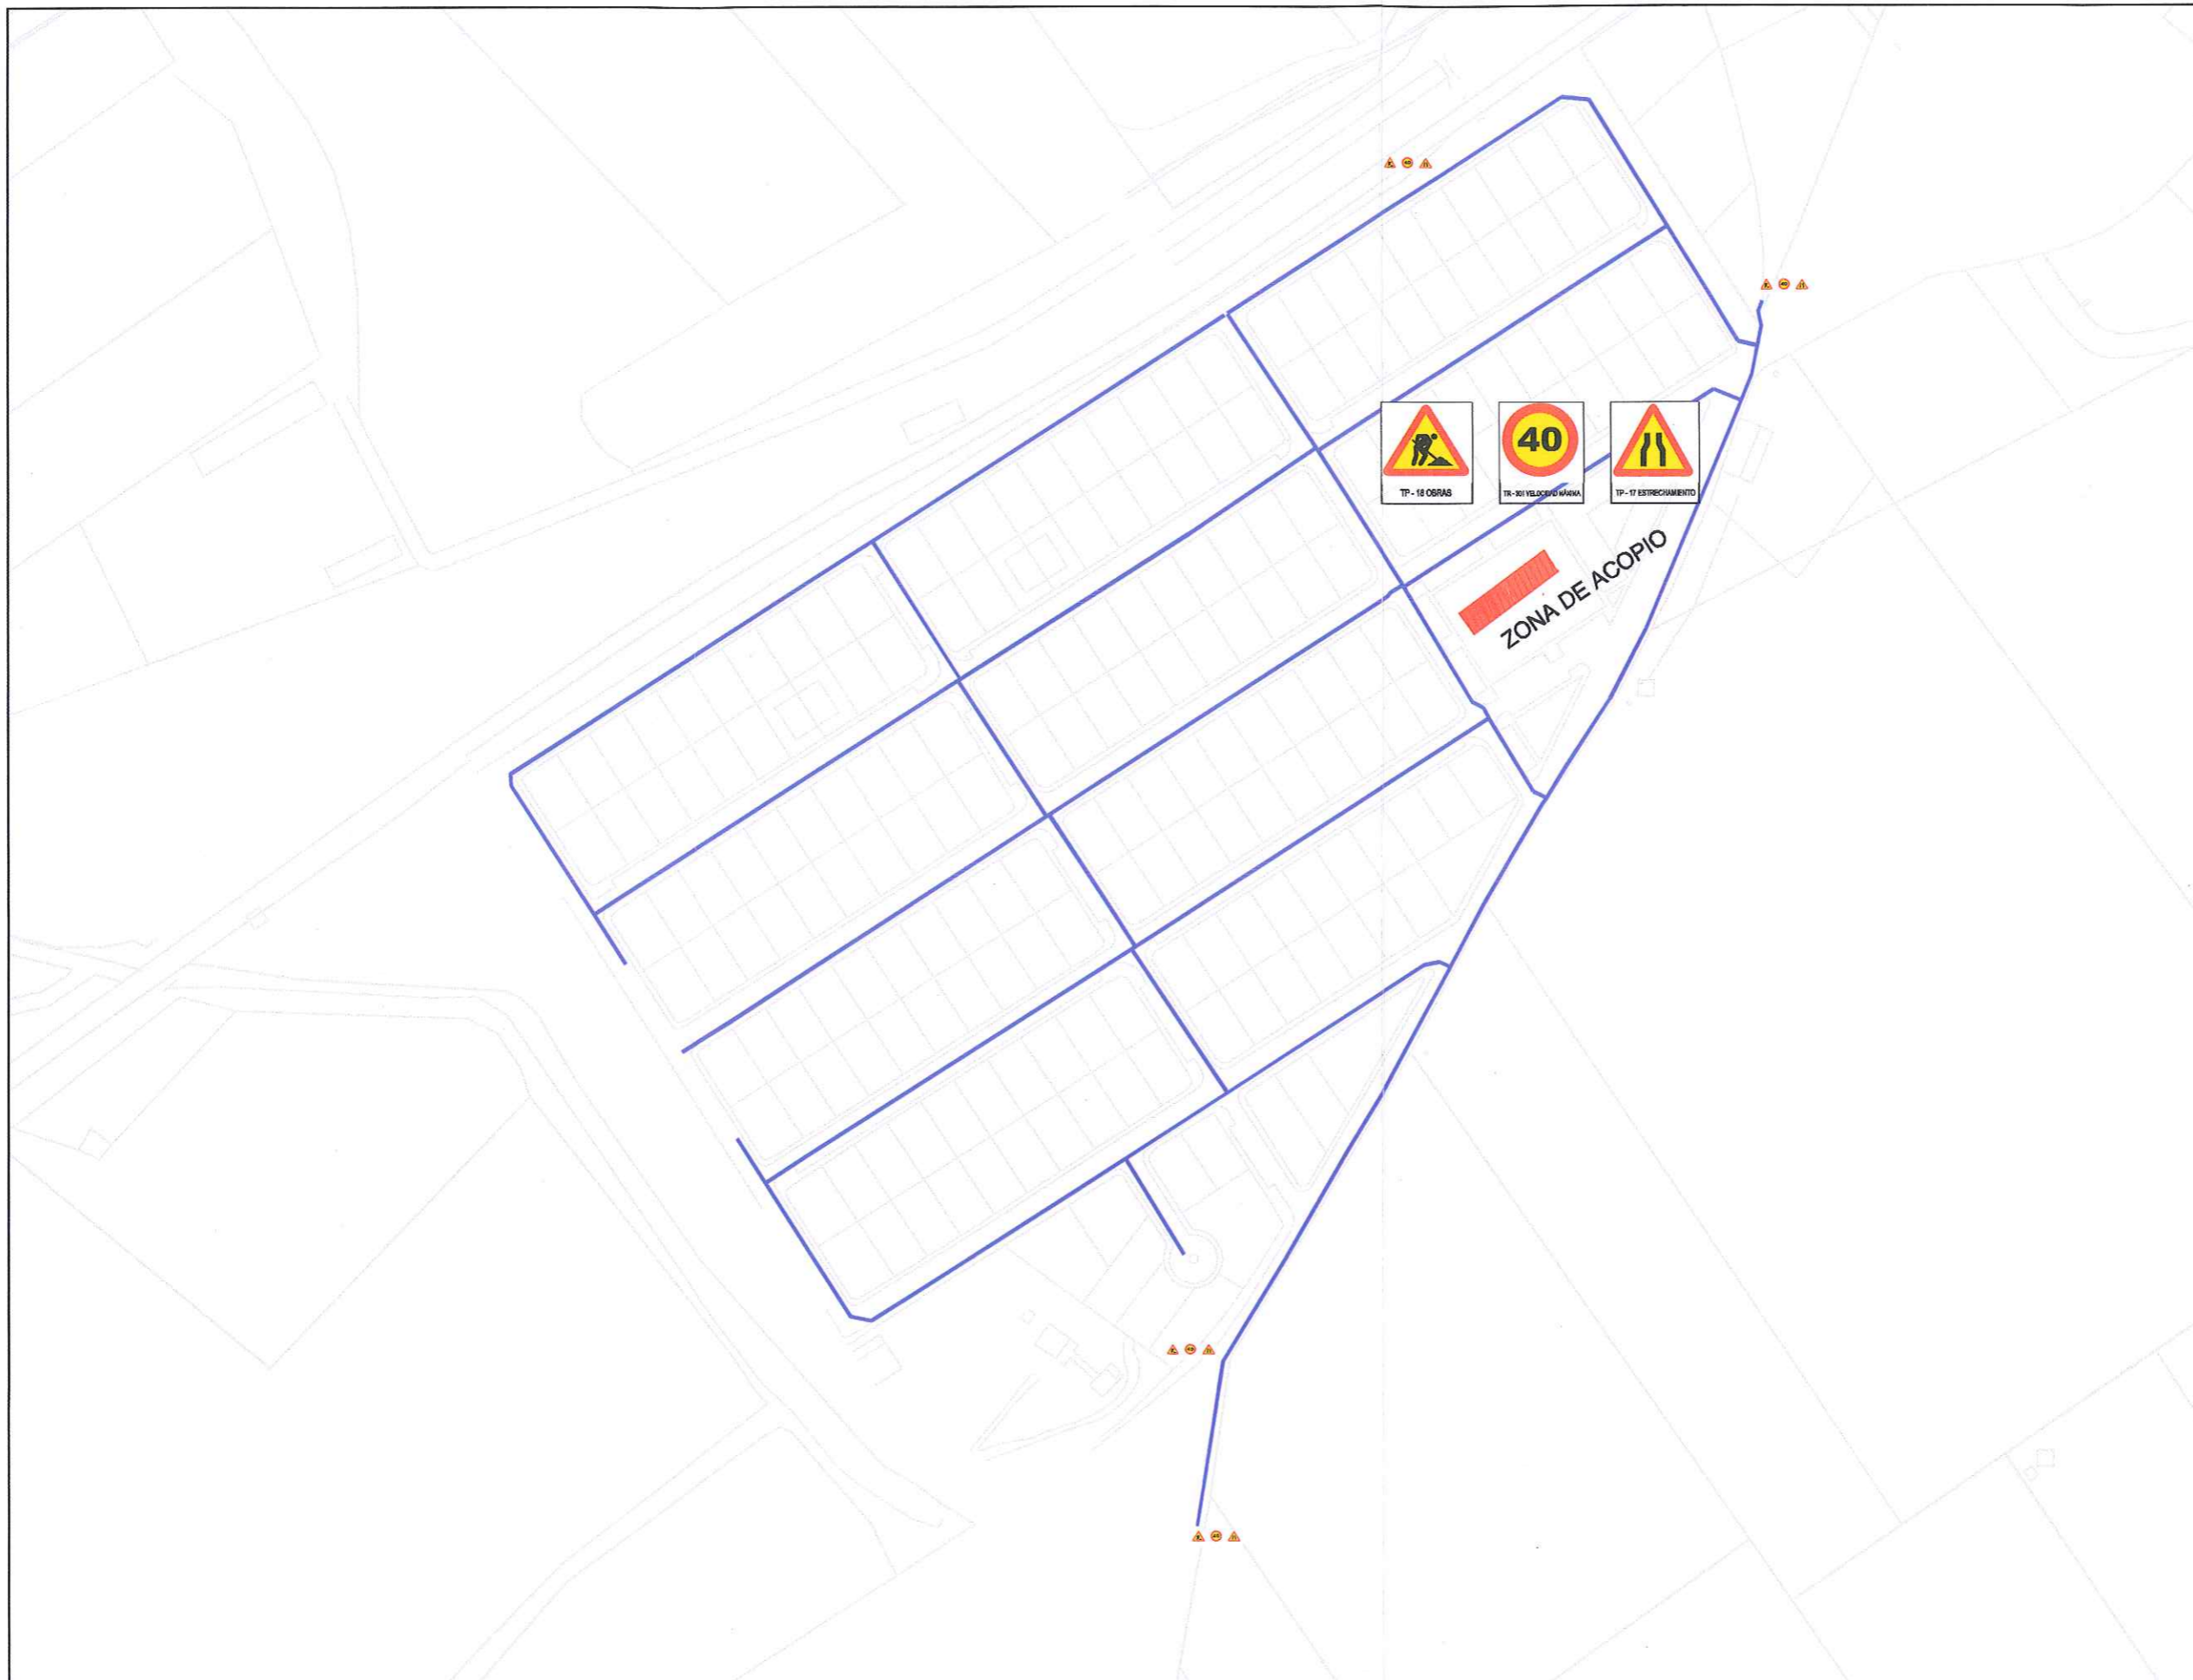 40
TP - 18 OBRAS
TR - 301 VELOCIDAD MÁXIMA
TP - 17 ESTRECHAMIENTO
ZONA DE ACOPIO